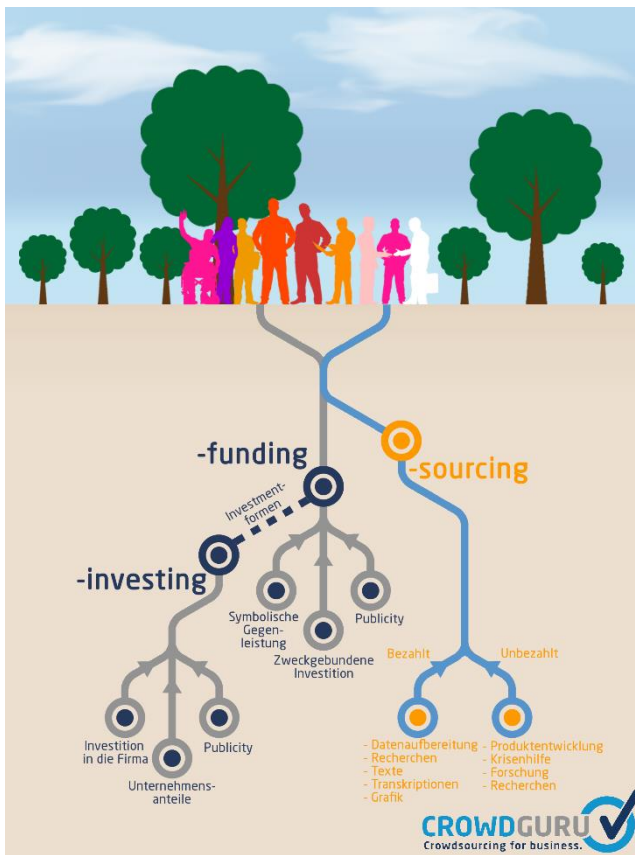 -funding
-sourcing
Investment-
formen
-investing
Symbolische
Gegen-
leistung
Publicity
Zweckgebundene
Investition
Bezahlt
Unbezahlt
Investition
in die Firma
Publicity
Unternehmens-
anteile
- Datenaufbereitung
- Recherchen
- Texte
- Transkriptionen
- Grafik
- Produktentwicklung
- Krisenhilfe
- Forschung
- Recherchen
CROWDGURU
Crowdsourcing for business.